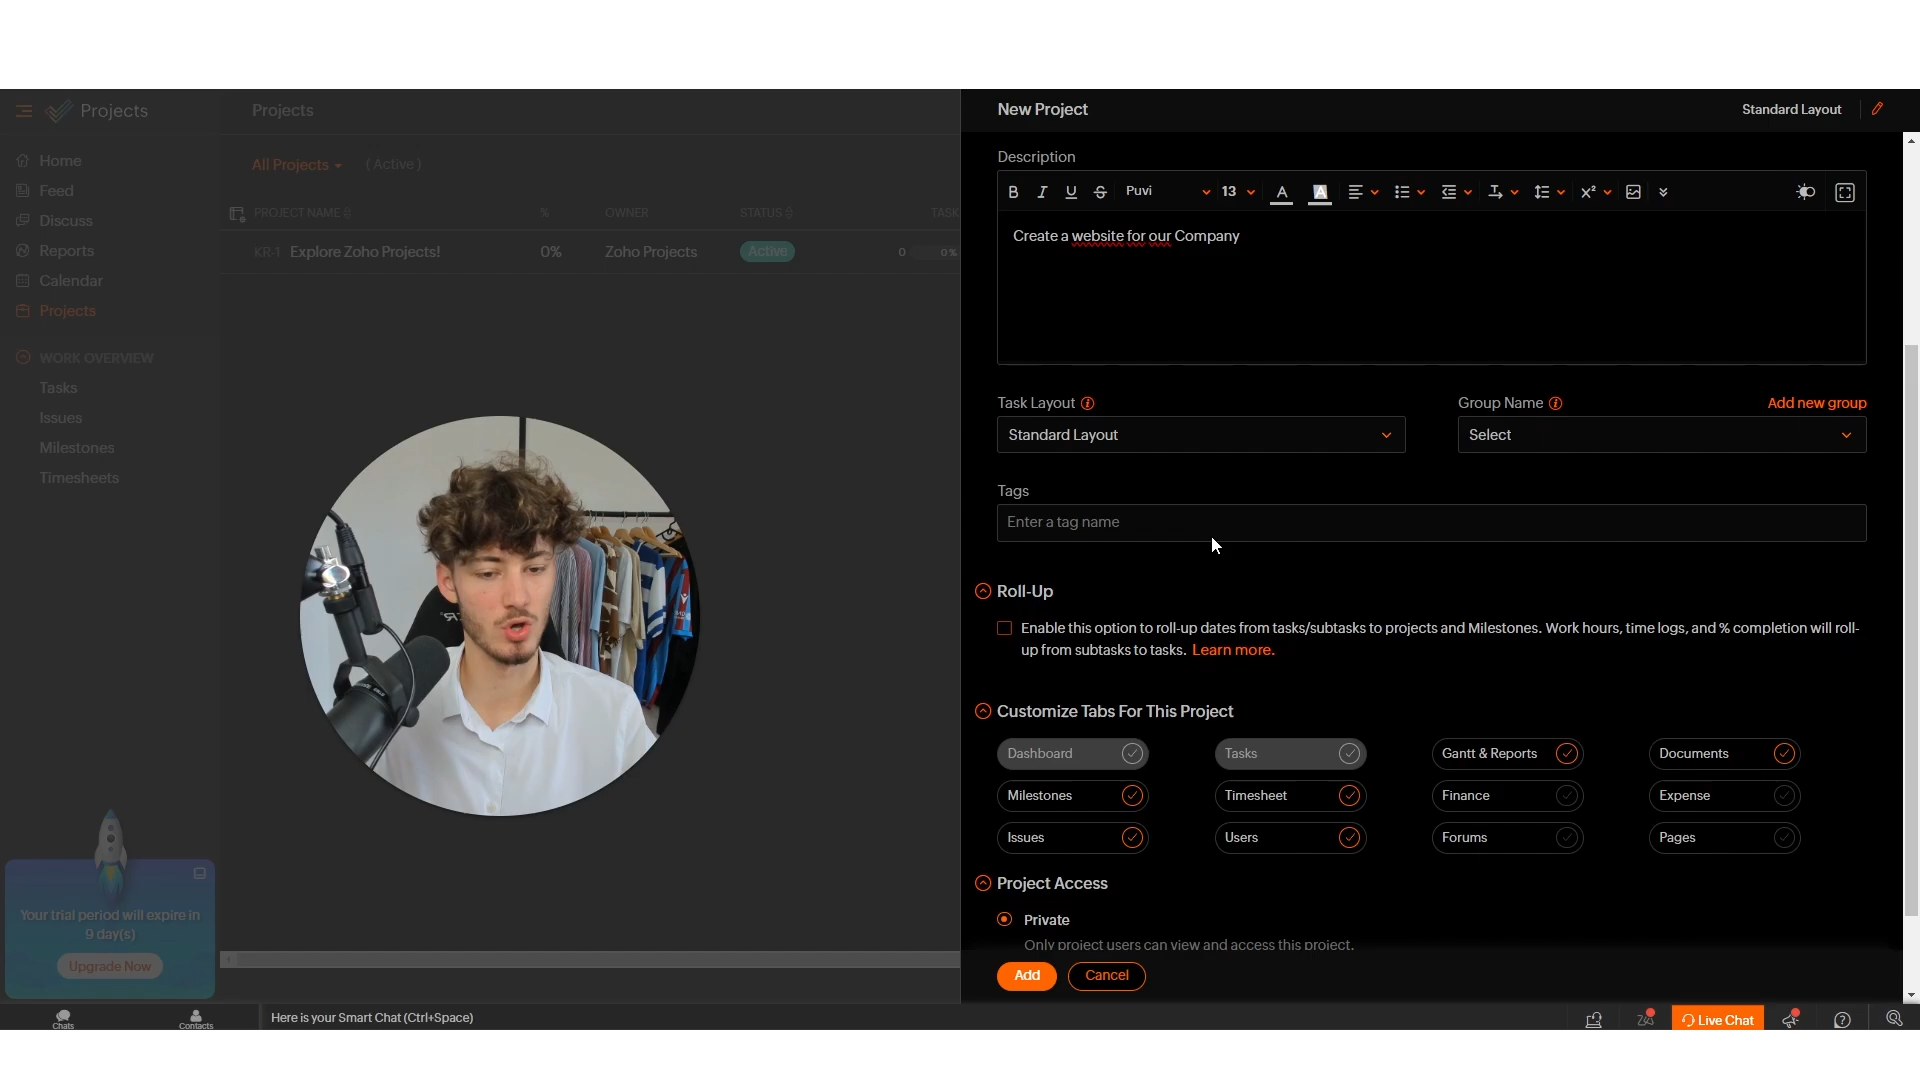 Projects
Home
Feed
Discuss
Reports
Calendar
Projects
WORK OVERVIEW
Tasks
Issues
Milestones
Timesheets
Your trial period will expire in
9 day(s)
Upgrade Now
Projects
All Projects (Active)
PROJECT NAME % OWNER STATUS TASK
KR-1 Explore Zoho Projects! 0% Zoho Projects Active 0 0%
New Project Standard Layout
Description
B I U S Puvi 13 A A
Create a website for our Company
Task Layout
Standard Layout
Group Name Add new group
Select
Tags
Enter a tag name
Roll-Up
Enable this option to roll-up dates from tasks/subtasks to projects and Milestones. Work hours, time logs, and % completion will roll-
up from subtasks to tasks. Learn more.
Customize Tabs For This Project
Dashboard Tasks Gantt & Reports Documents
Milestones Timesheet Finance Expense
Issues Users Forums Pages
Project Access
Private
Only project users can view and access this project.
Add Cancel
Chats Contacts Here is your Smart Chat (Ctrl+Space) Live Chat